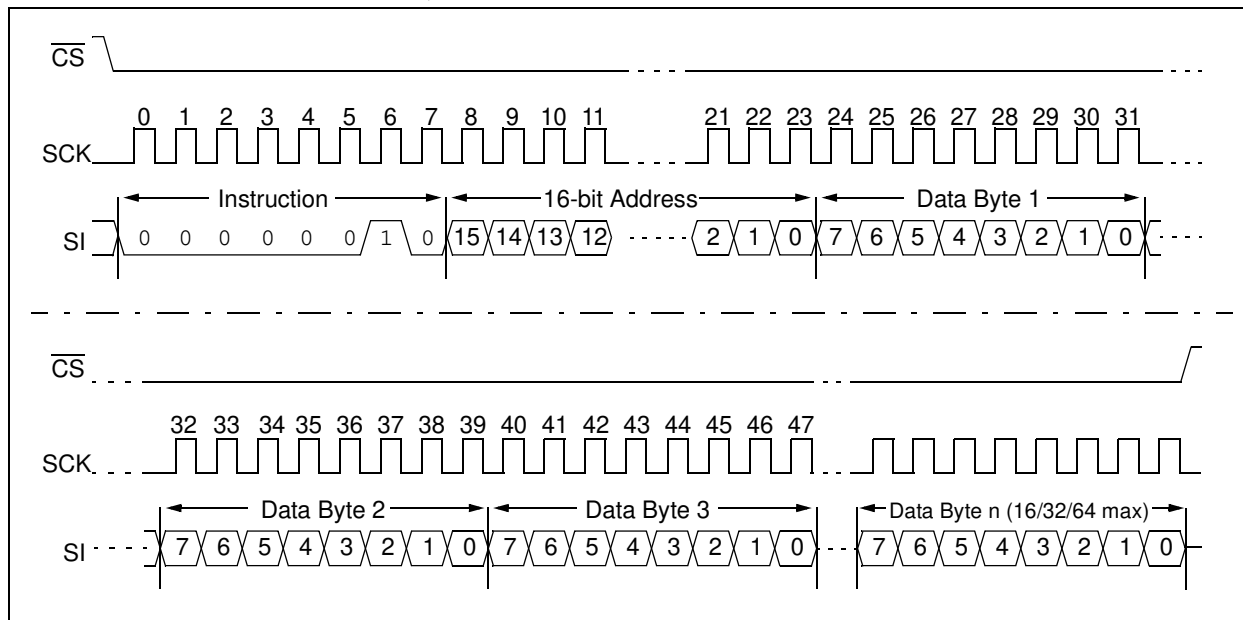 CS
0 1 2 3 4 5 6 7 8 9 10 11 21 22 23 24 25 26 27 28 29 30 31
SCK
Instruction 16-bit Address Data Byte 1
SI 0 0 0 0 0 0 1 0 15 14 13 12 2 1 0 7 6 5 4 3 2 1 0
CS
32 33 34 35 36 37 38 39 40 41 42 43 44 45 46 47
SCK
Data Byte 2 Data Byte 3 Data Byte n (16/32/64 max)
SI 7 6 5 4 3 2 1 0 7 6 5 4 3 2 1 0 7 6 5 4 3 2 1 0